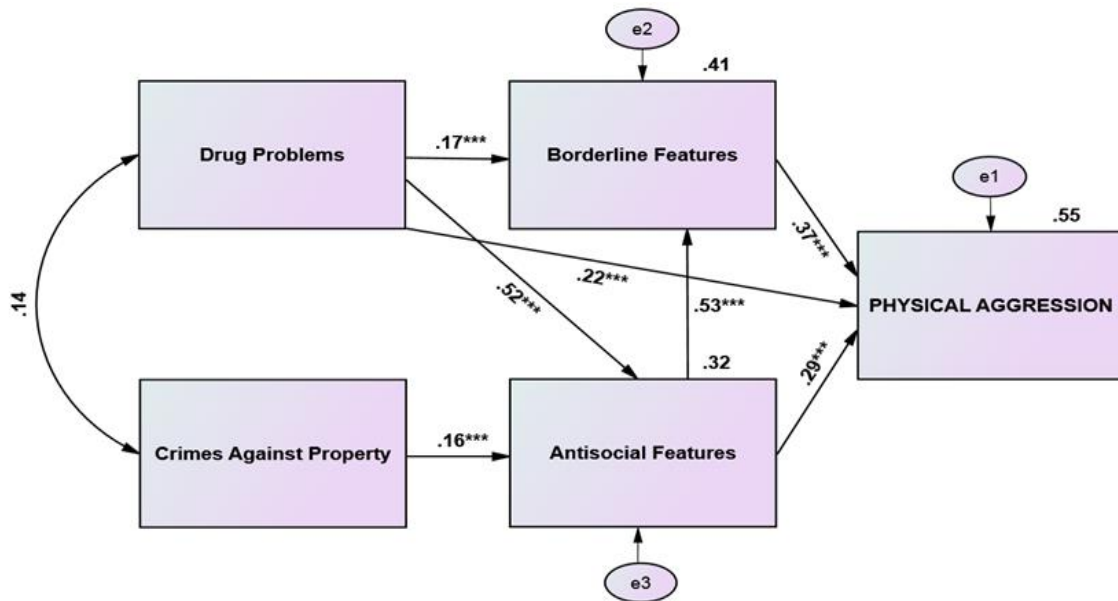 e2
.41
Drug Problems
.17***
Borderline Features
e1
.55
.37***
.22***
PHYSICAL AGGRESSION
.52***
.14
.53***
.32
.29***
Crimes Against Property
.16***
Antisocial Features
e3